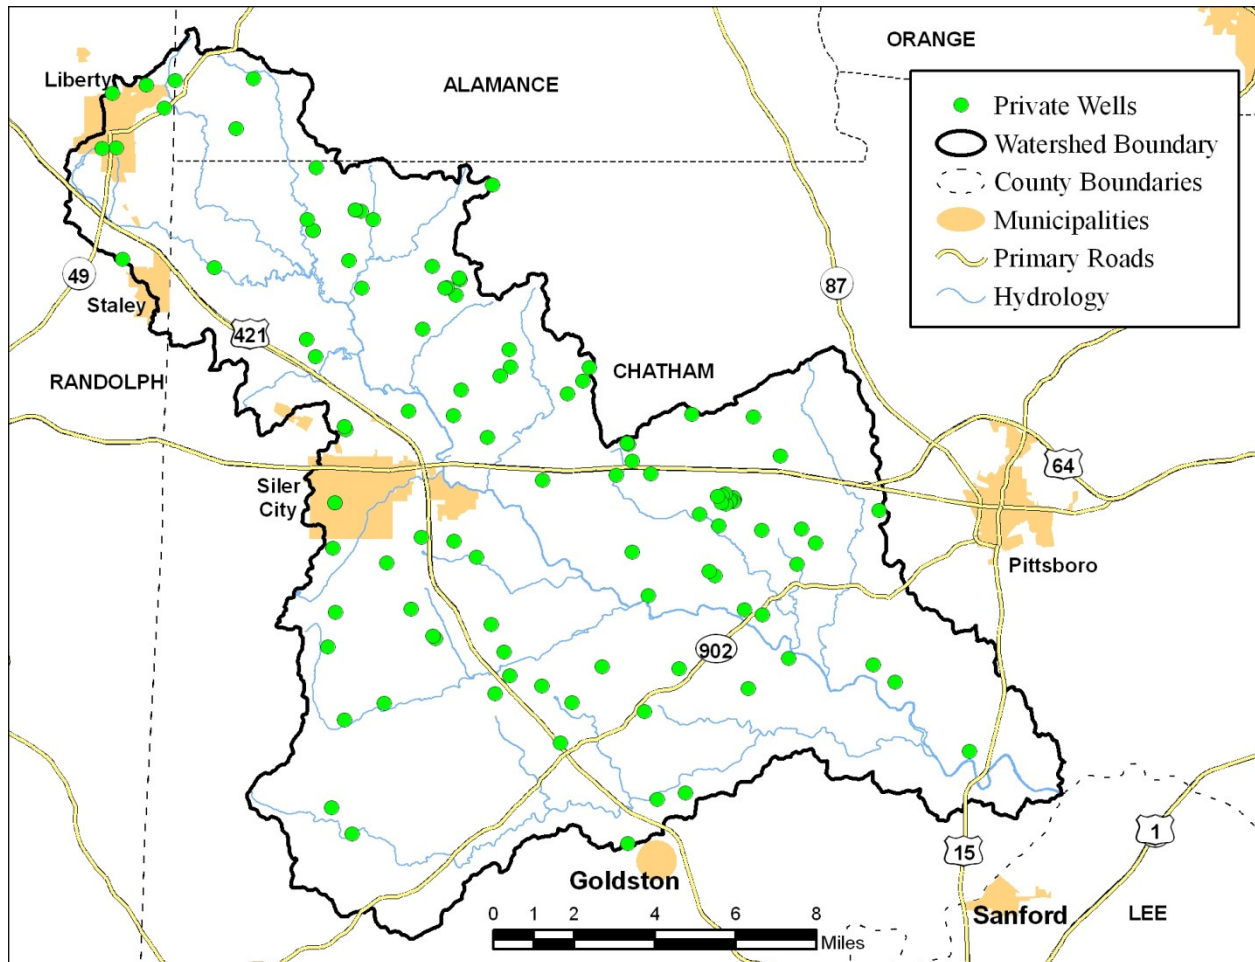 ORANGE
Liberty
ALAMANCE
Private Wells
Watershed Boundary
County Boundaries
Municipalities
Primary Roads
Hydrology
49
87
Staley
421
RANDOLPH
CHATHAM
64
Siler
City
Pittsboro
902
15
1
Goldston
Sanford
LEE
0 1 2 4 6 8
Miles